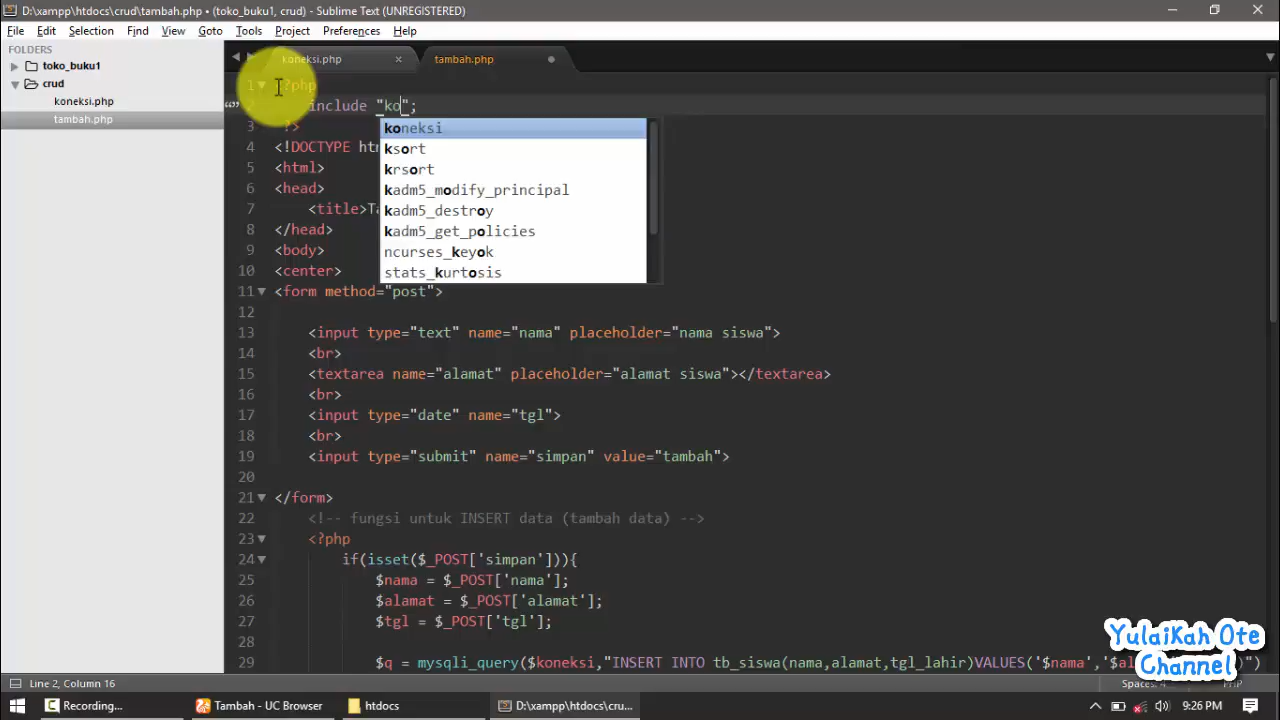 D:\xampp\htdocs\crud\tambah.php • (toko_buku1, crud) - Sublime Text (UNREGISTERED)
File Edit Selection Find View Goto Tools Project Preferences Help
FOLDERS
toko_buku1
crud
koneksi.php
tambah.php
koneksi.php × tambah.php
1 <?php
2 include "ko";
3 ?>
4 <!DOCTYPE htm
5 <html>
6 <head>
7 <title>Ta
8 </head>
9 <body>
10 <center>
11 <form method="post">
12
13 <input type="text" name="nama" placeholder="nama siswa">
14 <br>
15 <textarea name="alamat" placeholder="alamat siswa"></textarea>
16 <br>
17 <input type="date" name="tgl">
18 <br>
19 <input type="submit" name="simpan" value="tambah">
20
21 </form>
22 <!-- fungsi untuk INSERT data (tambah data) -->
23 <?php
24 if(isset($_POST['simpan'])){
25 $nama = $_POST['nama'];
26 $alamat = $_POST['alamat'];
27 $tgl = $_POST['tgl'];
28
29 $q = mysqli_query($koneksi,"INSERT INTO tb_siswa(nama,alamat,tgl_lahir)VALUES('$nama','$al
koneksi
ksort
krsort
kadm5_modify_principal
kadm5_destroy
kadm5_get_policies
ncurses_keyok
stats_kurtosis
YulaiKah Ote
Channel
Line 2, Column 16 Spaces: 4 PHP
Recording... Tambah - UC Browser htdocs D:\xampp\htdocs\cru... 9:26 PM